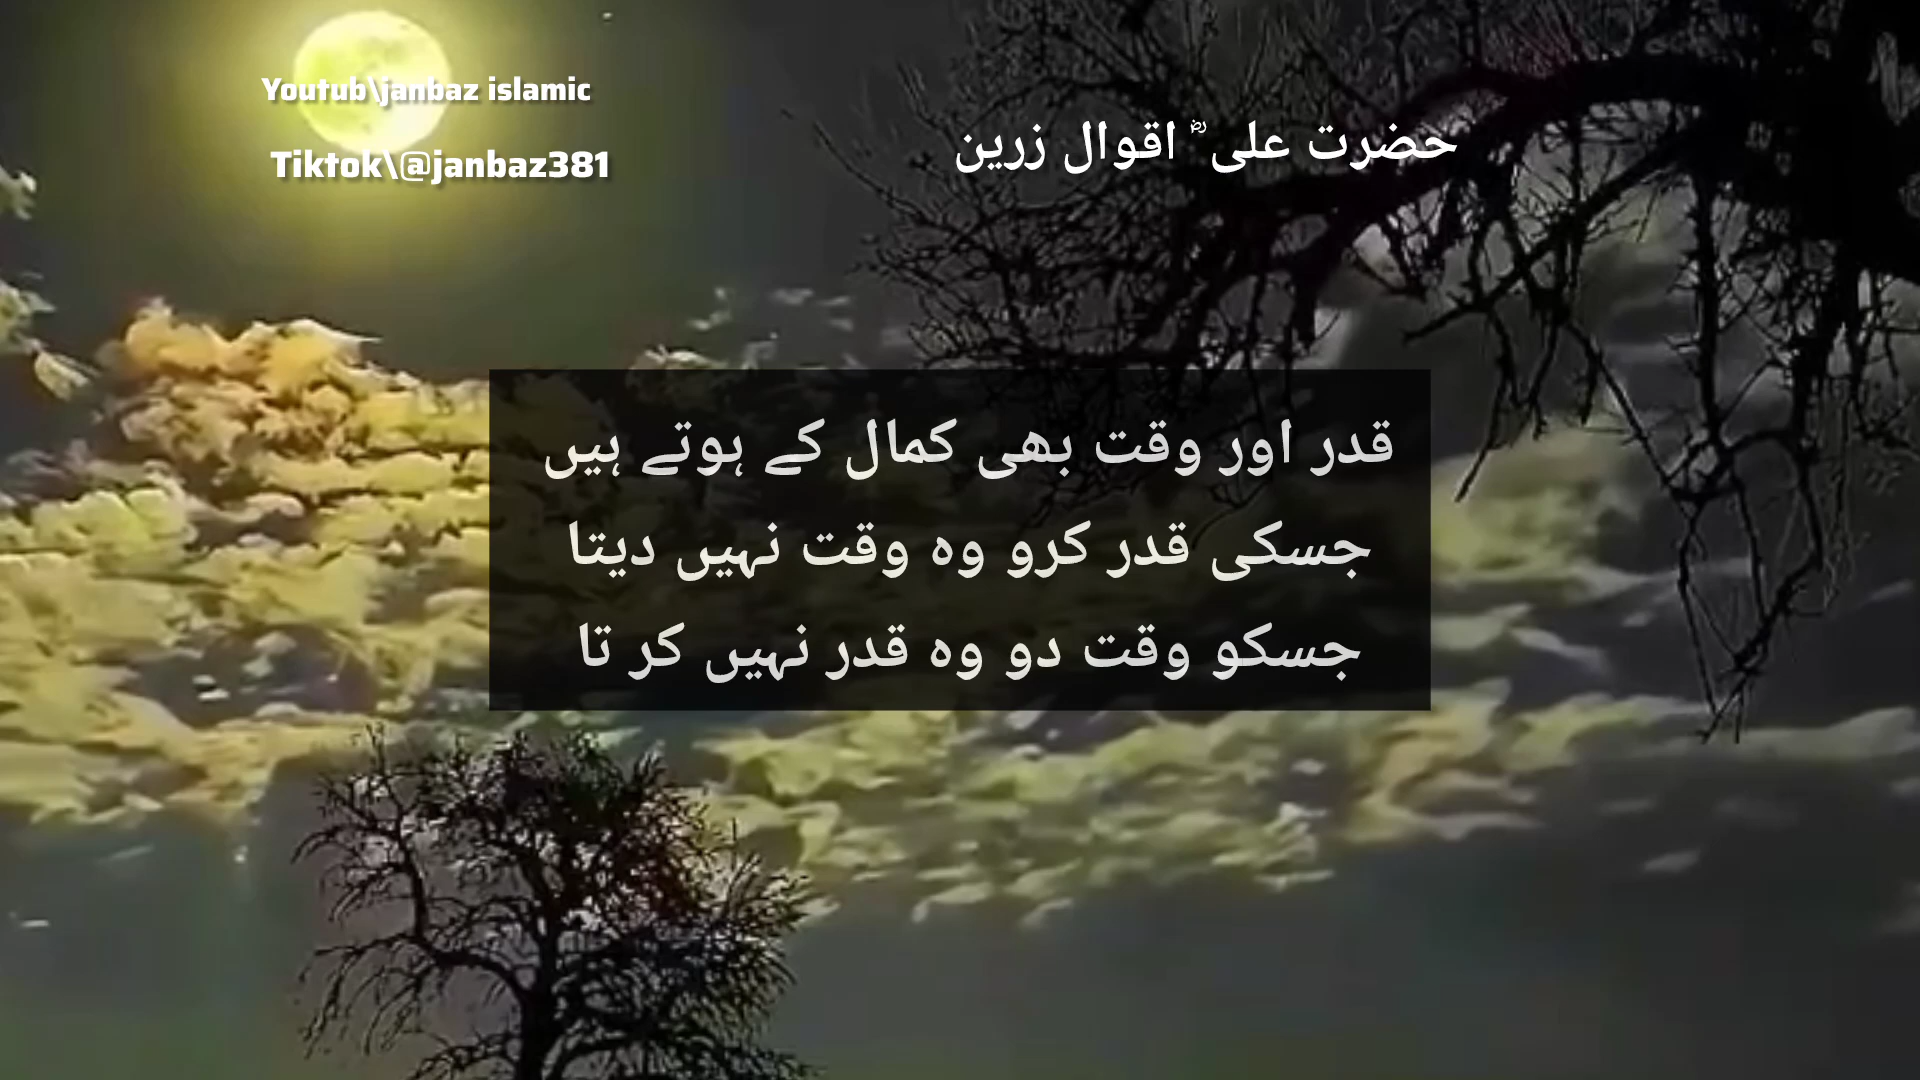 Youtub\janbaz islamic
Tiktok\@janbaz381
حضرت علی ؓ اقوال زرین
قدر اور وقت بھی کمال کے ہوتے ہیں
جسکی قدر کرو وہ وقت نہیں دیتا
جسکو وقت دو وہ قدر نہیں کر تا